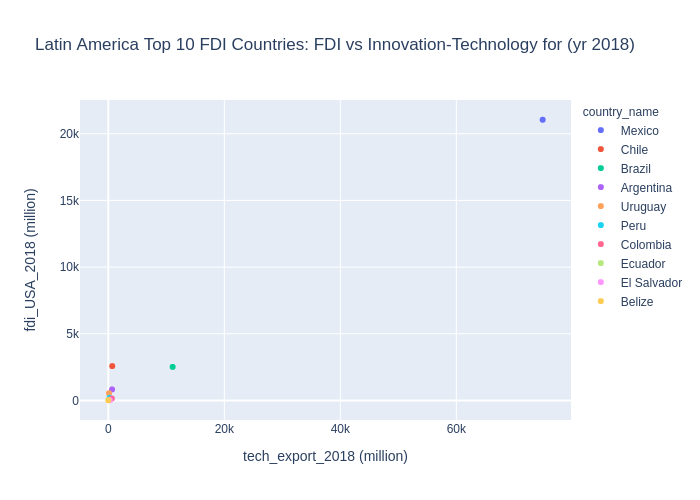 Latin America Top 10 FDI Countries: FDI vs Innovation-Technology for (yr 2018)
country_name
Mexico
Chile
Brazil
Argentina
Uruguay
Peru
Colombia
Ecuador
El Salvador
Belize
20k
15k
10k
5k
0
fdi_USA_2018 (million)
0
20k
40k
60k
tech_export_2018 (million)